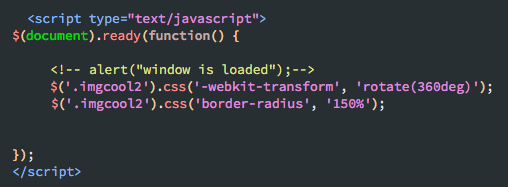 <script type="text/javascript">
$(document).ready(function() {
<!-- alert("window is loaded");-->
$('.imgcool2').css('-webkit-transform', 'rotate(360deg)');
$('.imgcool2').css('border-radius', '150%');
});
</script>